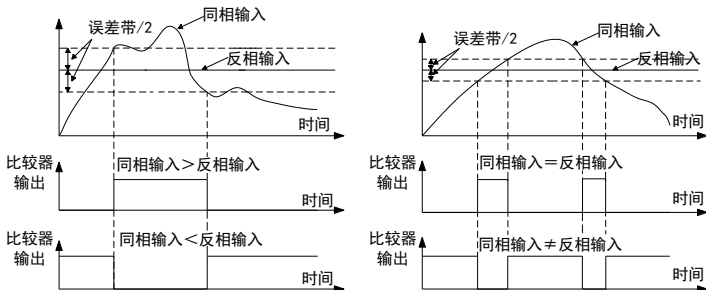 误差带/2
同相输入
反相输入
时间
比较器
输出
同相输入＞反相输入
时间
比较器
输出
同相输入＜反相输入
时间
误差带/2
同相输入
反相输入
时间
比较器
输出
同相输入＝反相输入
时间
比较器
输出
同相输入≠反相输入
时间